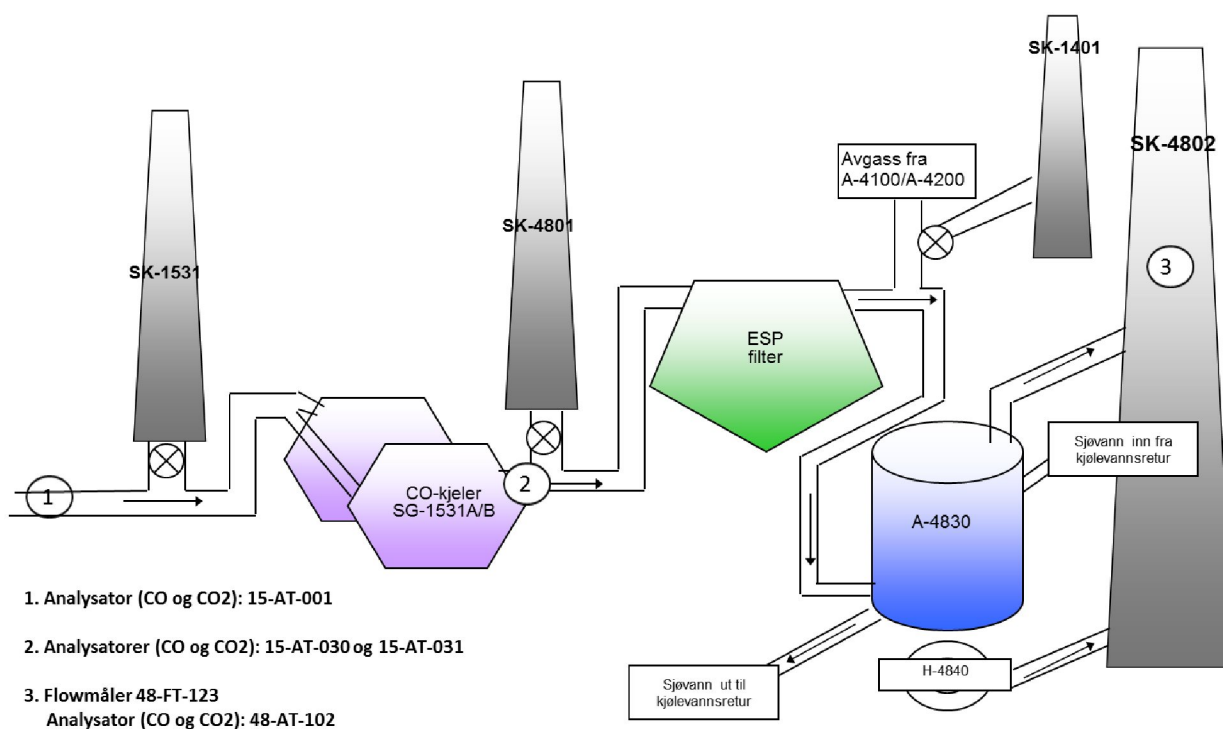 SK-1401
SK-4802
Avgass fra
A-4100/A-4200
SK-4801
SK-1531
3
ESP
filter
Sjøvann inn fra
kjølevannsretur
1
2
CO-kjeler
SG-1531A/B
A-4830
1. Analysator (CO og CO2): 15-AT-001
2. Analysatorer (CO og CO2): 15-AT-030 og 15-AT-031
H-4840
Sjøvann ut til
kjølevannsretur
3. Flowmåler 48-FT-123
Analysator (CO og CO2): 48-AT-102